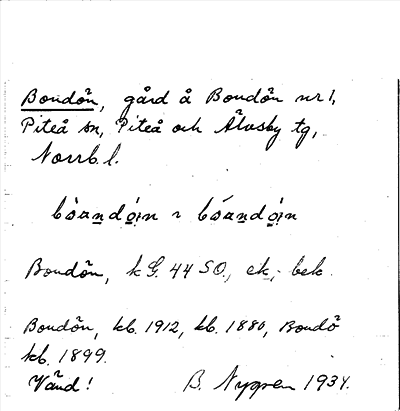 Bondön, gård å Bondön nr 1,
Piteå sn, Piteå och Älvsby tg,
Norrb. l.
Bondön, kG. 44 SO., ek., bek.
Bondön, kb. 1912, kb. 1880, Bondö
kb. 1899.
Vänd! B. Nygren 1934.